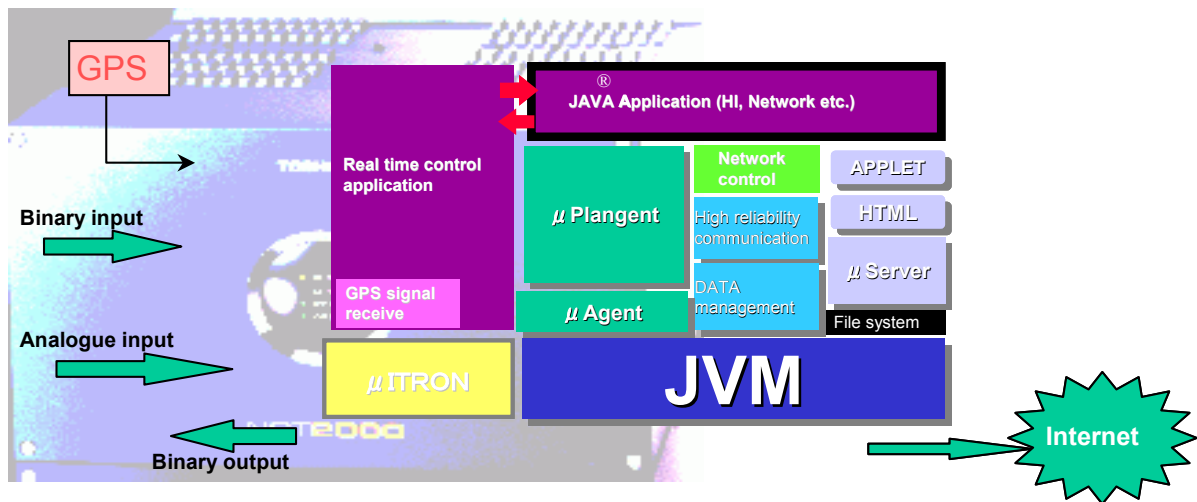 GPS
®
JAVA Application (HI, Network etc.)
Real time control
application
Network
control
APPLET
μ Plangent
High reliability
communication
HTML
μ Server
Binary input
GPS signal
receive
μ Agent
DATA
management
File system
Analogue input
μ ITRON
JVM
Binary output
Internet